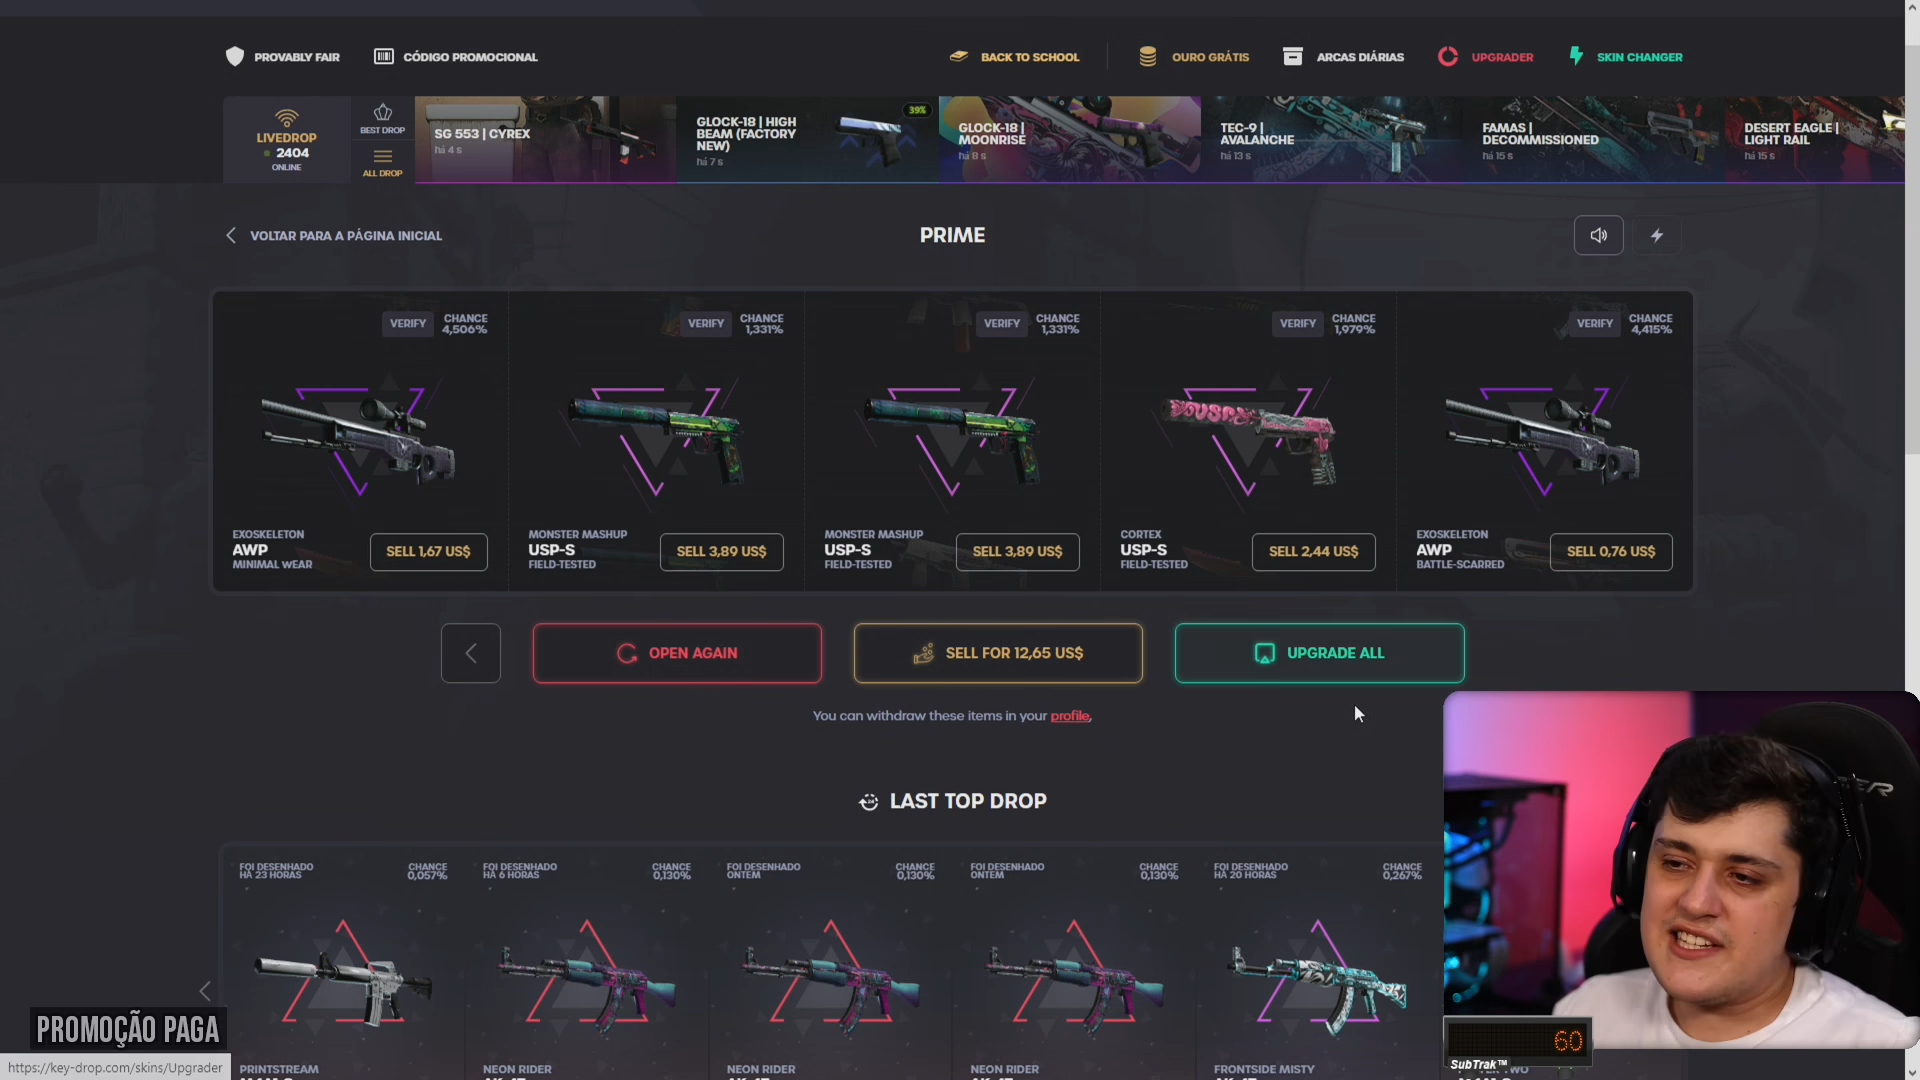 PROVABLY FAIR
CÓDIGO PROMOCIONAL
BACK TO SCHOOL
OURO GRÁTIS
ARCAS DIÁRIAS
UPGRADER
SKIN CHANGER
LIVEDROP
2404
ONLINE
BEST DROP
ALL DROP
SG 553 | CYREX
há 4 s
GLOCK-18 | HIGH
BEAM (FACTORY
NEW)
há 7 s
39%
GLOCK-18 |
MOONRISE
há 8 s
TEC-9 |
AVALANCHE
há 13 s
FAMAS |
DECOMMISSIONED
há 15 s
DESERT EAGLE |
LIGHT RAIL
há 15 s
VOLTAR PARA A PÁGINA INICIAL
PRIME
VERIFY
CHANCE
4,506%
VERIFY
CHANCE
1,331%
VERIFY
CHANCE
1,331%
VERIFY
CHANCE
1,979%
VERIFY
CHANCE
4,415%
EXOSKELETON
AWP
MINIMAL WEAR
SELL 1,67 US$
MONSTER MASHUP
USP-S
FIELD-TESTED
SELL 3,89 US$
MONSTER MASHUP
USP-S
FIELD-TESTED
SELL 3,89 US$
CORTEX
USP-S
FIELD-TESTED
SELL 2,44 US$
EXOSKELETON
AWP
BATTLE-SCARRED
SELL 0,76 US$
OPEN AGAIN
SELL FOR 12,65 US$
UPGRADE ALL
You can withdraw these items in your profile.
LAST TOP DROP
FOI DESENHADO
HÁ 23 HORAS
CHANCE
0,057%
FOI DESENHADO
HÁ 6 HORAS
CHANCE
0,130%
FOI DESENHADO
ONTEM
CHANCE
0,130%
FOI DESENHADO
ONTEM
CHANCE
0,130%
FOI DESENHADO
HÁ 20 HORAS
CHANCE
0,267%
PROMOÇÃO PAGA
60
SubTrak™
https://key-drop.com/skins/Upgrader
PRINTSTREAM
NEON RIDER
NEON RIDER
NEON RIDER
FRONTSIDE MISTY